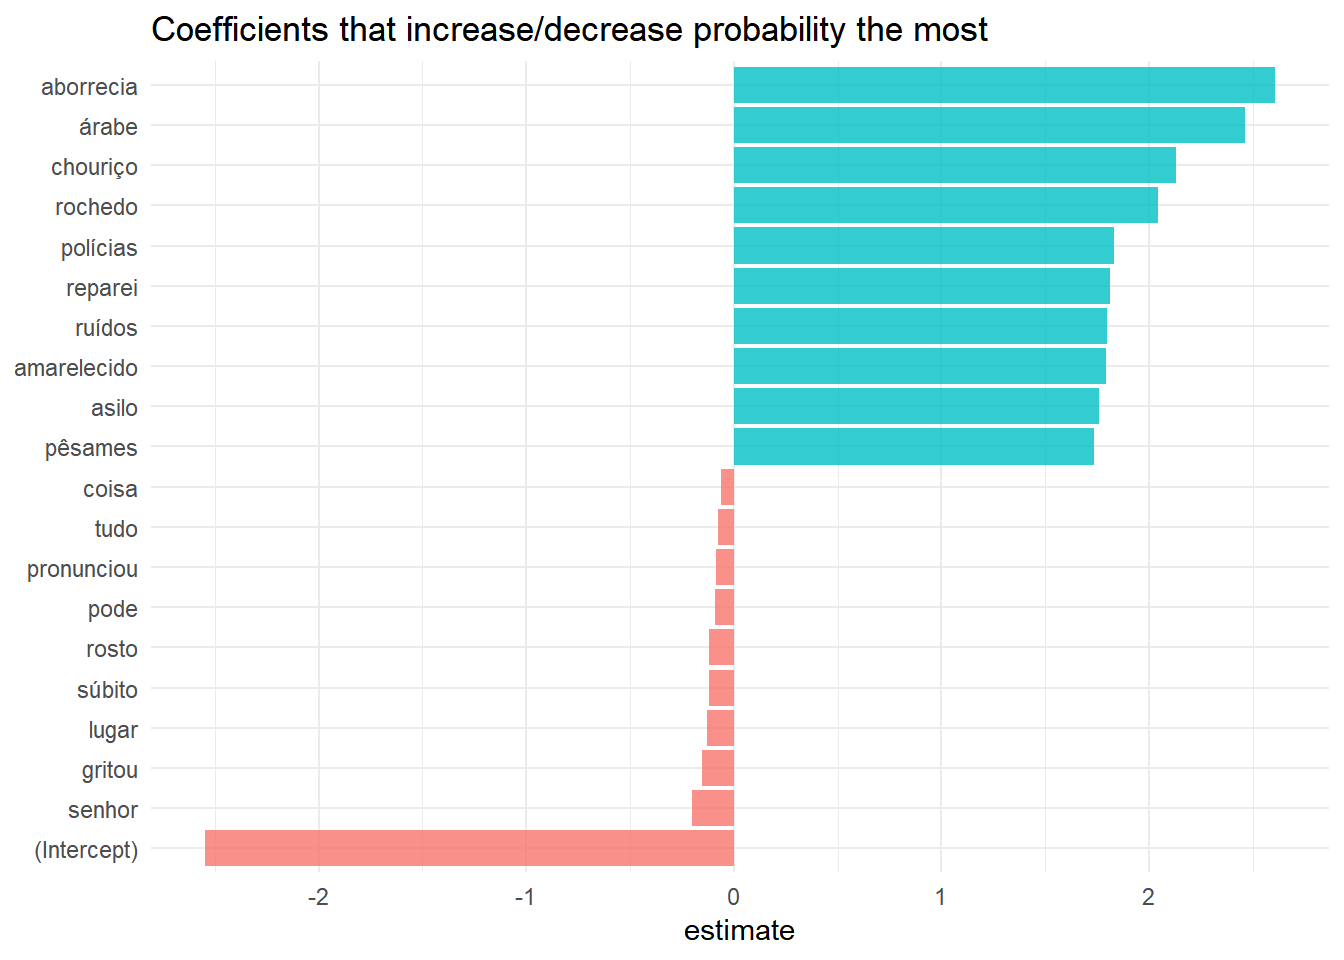 Coefficients that increase/decrease probability the most
aborrecia
árabe
chouriço
rochedo
polícias
reparei
ruídos
amarelecido
asilo
pêsames
coisa
tudo
pronunciou
pode
rosto
súbito
lugar
gritou
senhor
(Intercept)
-2 -1 0 1 2
estimate